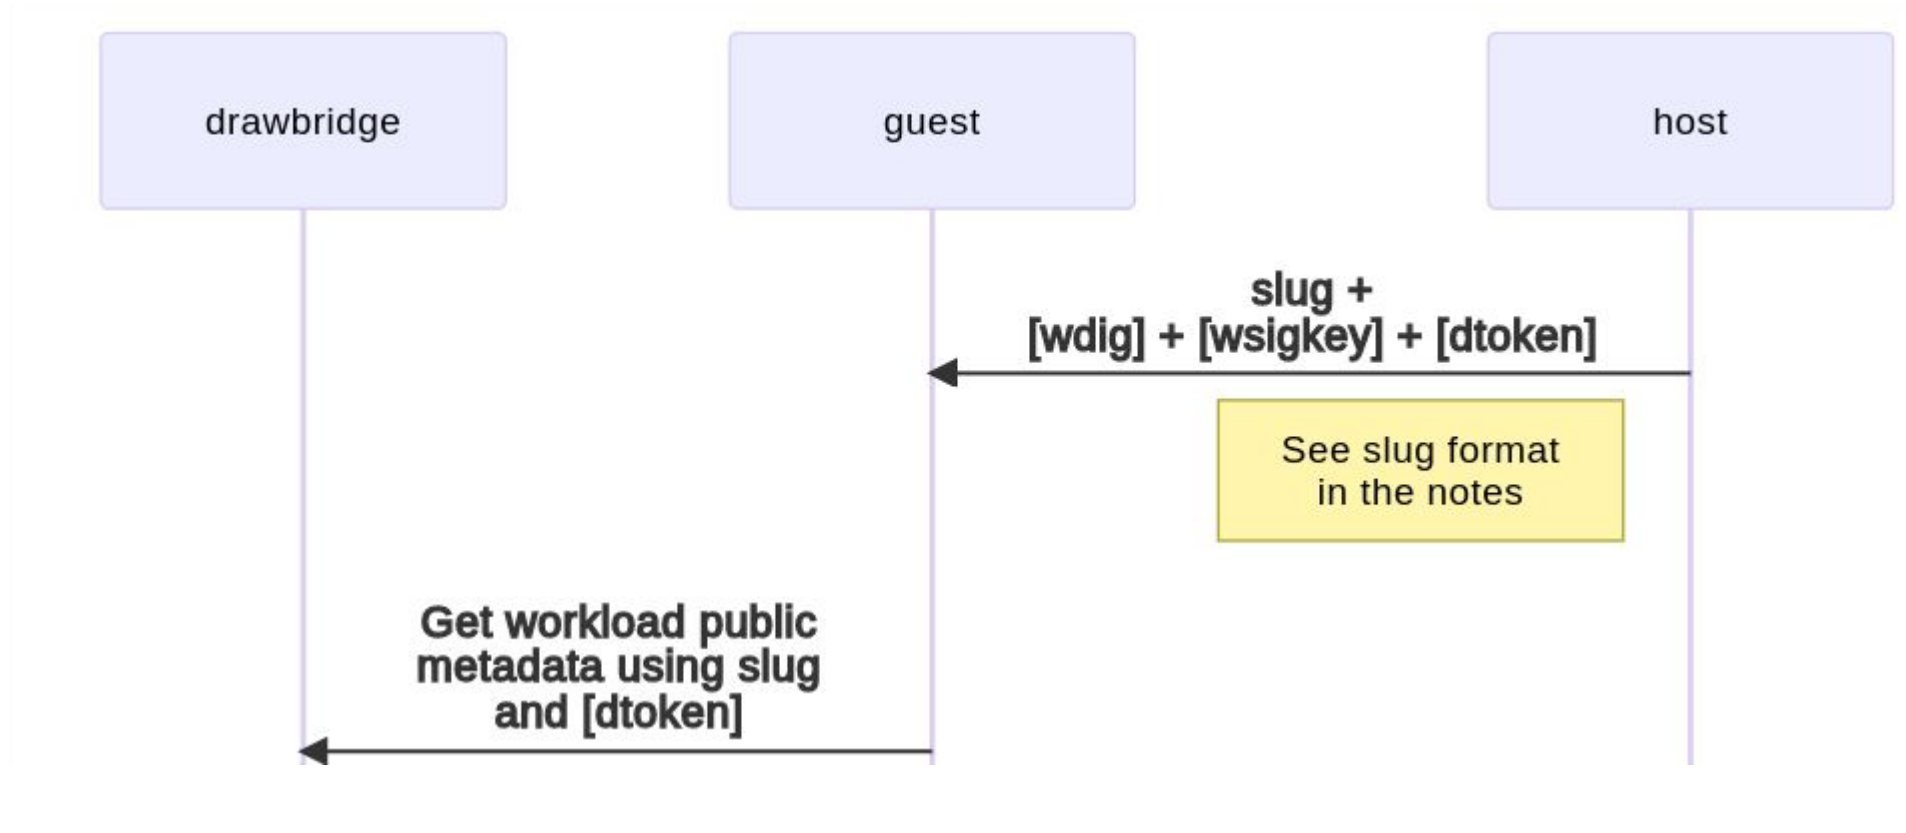 drawbridge
guest
host
slug +
[wdig] + [wsigkey] + [dtoken]
See slug format
in the notes
Get workload public
metadata using slug
and [dtoken]